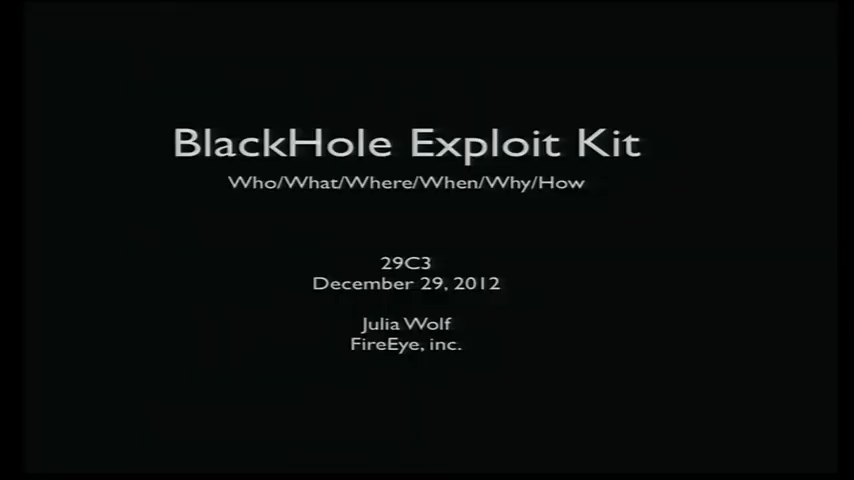 BlackHole Exploit Kit
Who/What/Where/When/Why/How
29C3
December 29, 2012
Julia Wolf
FireEye, inc.